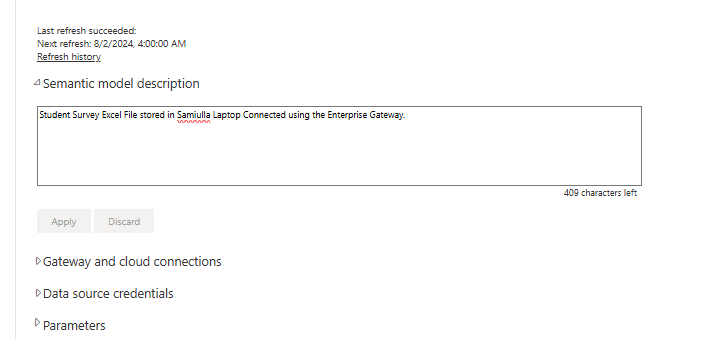 Last refresh succeeded:
Next refresh: 8/2/2024, 4:00:00 AM
Refresh history
Semantic model description
Student Survey Excel File stored in Samiulla Laptop Connected using the Enterprise Gateway.
409 characters left
Apply Discard
Gateway and cloud connections
Data source credentials
Parameters